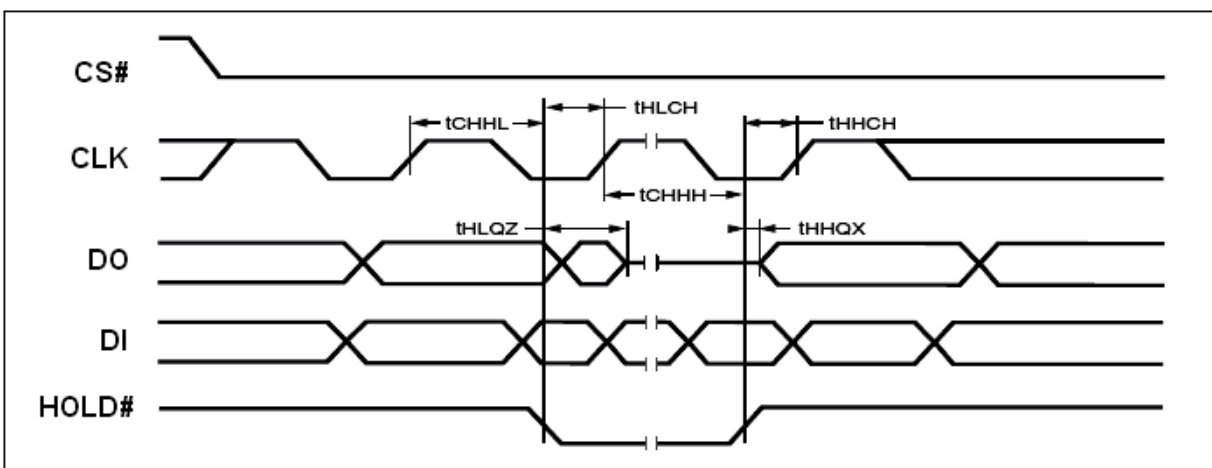 CS#
tHLCH
tCHHL
tHHCH
CLK
tCHHH
tHLQZ
tHHQX
DO
DI
HOLD#